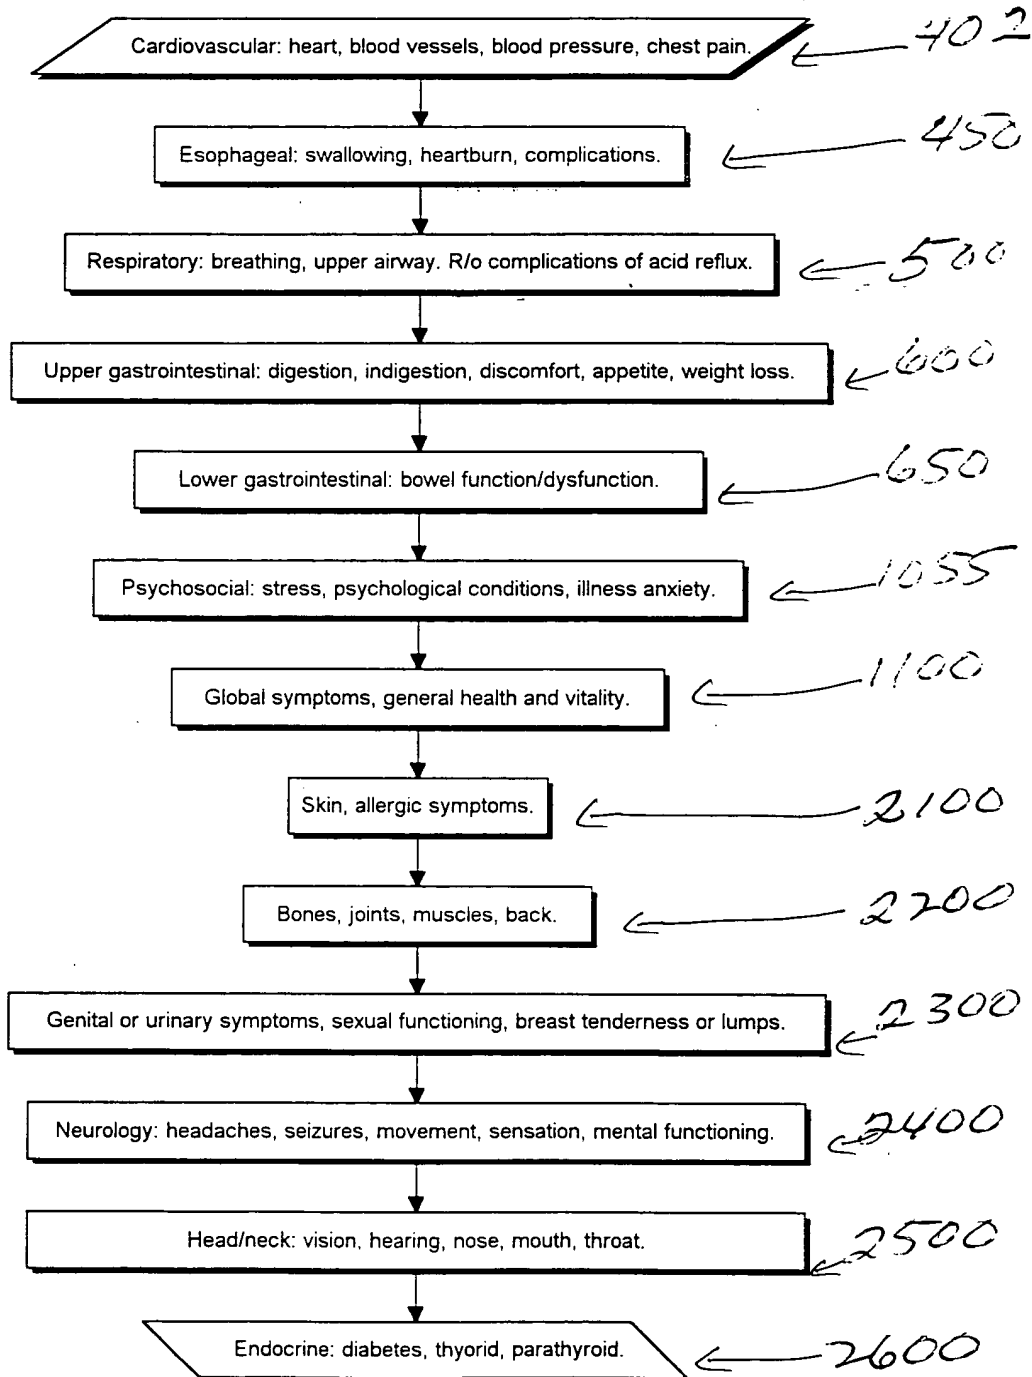 Cardiovascular: heart, blood vessels, blood pressure, chest pain.
402
Esophageal: swallowing, heartburn, complications.
450
Respiratory: breathing, upper airway. R/o complications of acid reflux.
500
Upper gastrointestinal: digestion, indigestion, discomfort, appetite, weight loss.
600
Lower gastrointestinal: bowel function/dysfunction.
650
Psychosocial: stress, psychological conditions, illness anxiety.
1055
Global symptoms, general health and vitality.
1100
Skin, allergic symptoms.
2100
Bones, joints, muscles, back.
2200
Genital or urinary symptoms, sexual functioning, breast tenderness or lumps.
2300
Neurology: headaches, seizures, movement, sensation, mental functioning.
2400
Head/neck: vision, hearing, nose, mouth, throat.
2500
Endocrine: diabetes, thyorid, parathyroid.
2600